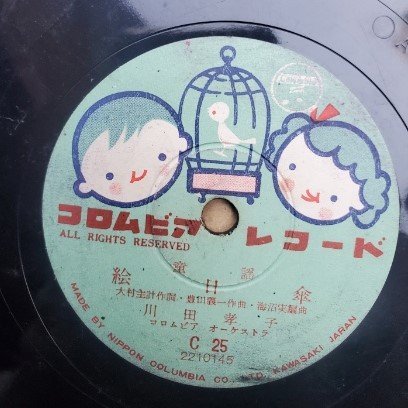 コロムビア レコード
ALL RIGHTS RESERVED
童謡
絵日傘
大村主計作詞・豊田義一作曲・海沼実編曲
川田孝子
コロムビア オーケストラ
C 25
2210145
MADE BY NIPPON COLUMBIA CO., LTD., KAWASAKI JAPAN